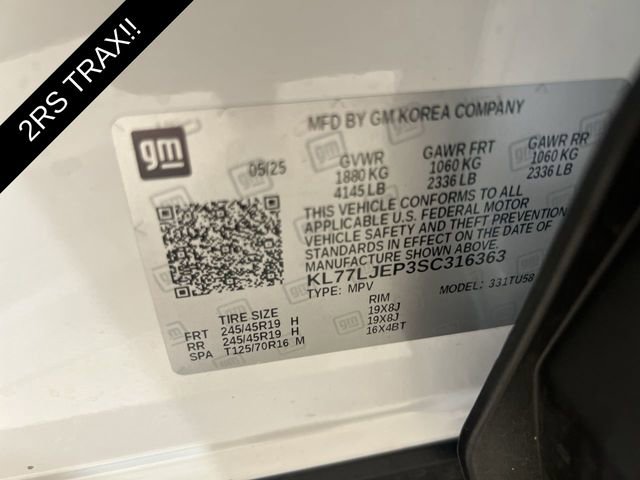 2RS TRAX!!
MFD BY GM KOREA COMPANY
gm
05/25
GVWR
1880 KG
4145 LB
GAWR FRT
1060 KG
2336 LB
GAWR RR
1060 KG
2336 LB
THIS VEHICLE CONFORMS TO ALL
APPLICABLE U.S. FEDERAL MOTOR
VEHICLE SAFETY AND THEFT PREVENTION
STANDARDS IN EFFECT ON THE DATE OF
MANUFACTURE SHOWN ABOVE.
KL77LJEP3SC316363
TYPE: MPV MODEL: 331TU58
TIRE SIZE RIM
FRT 245/45R19 H 19X8J
RR 245/45R19 H 19X8J
SPA T125/70R16 M 16X4BT